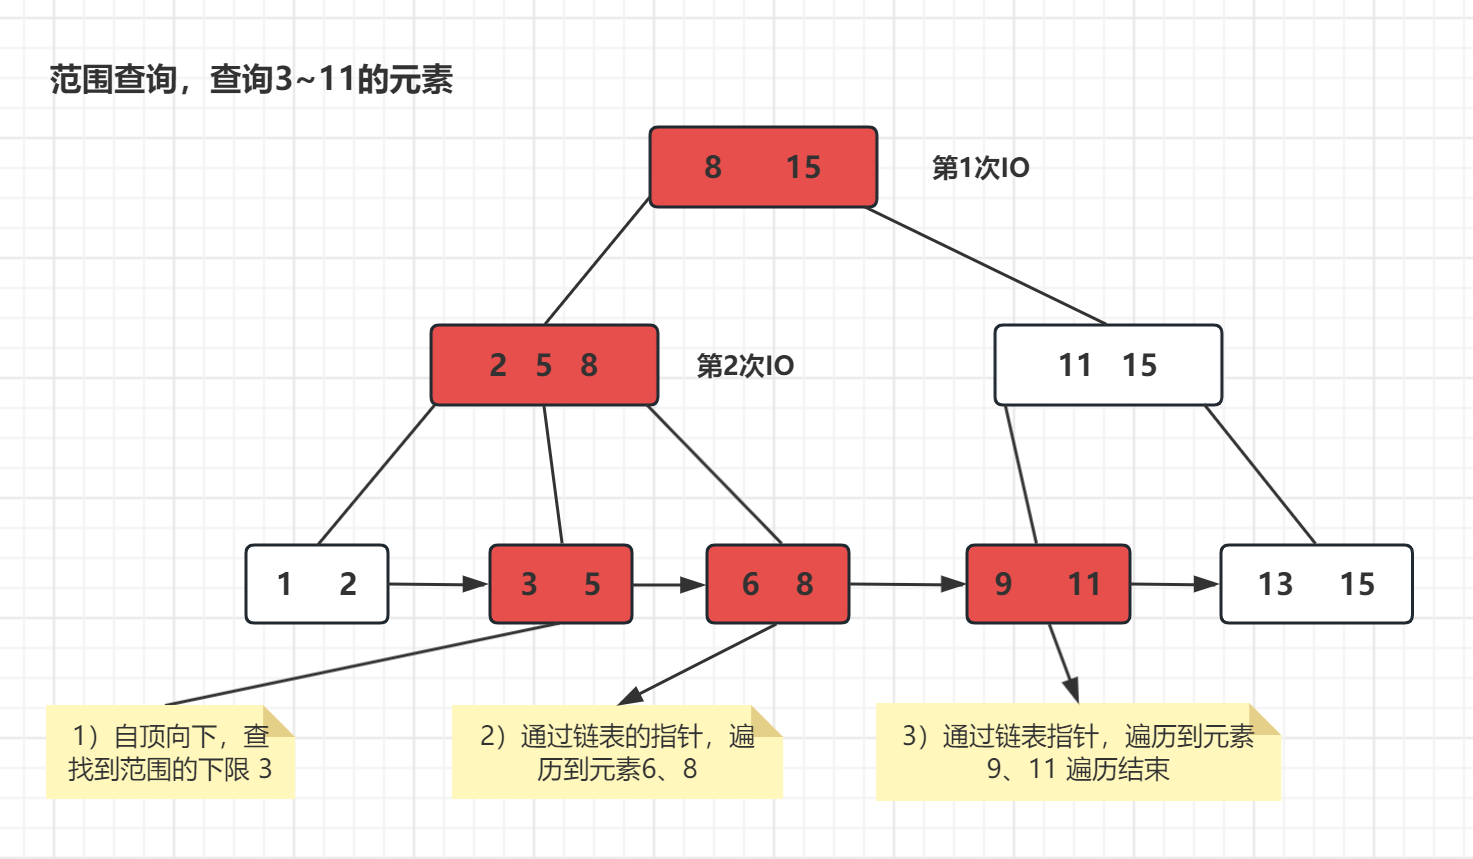 范围查询，查询3~11的元素
8 15
第1次IO
2 5 8
第2次IO
11 15
1 2
3 5
6 8
9 11
13 15
1）自顶向下，查
找到范围的下限 3
2）通过链表的指针，遍
历到元素6、8
3）通过链表指针，遍历到元素
9、11 遍历结束